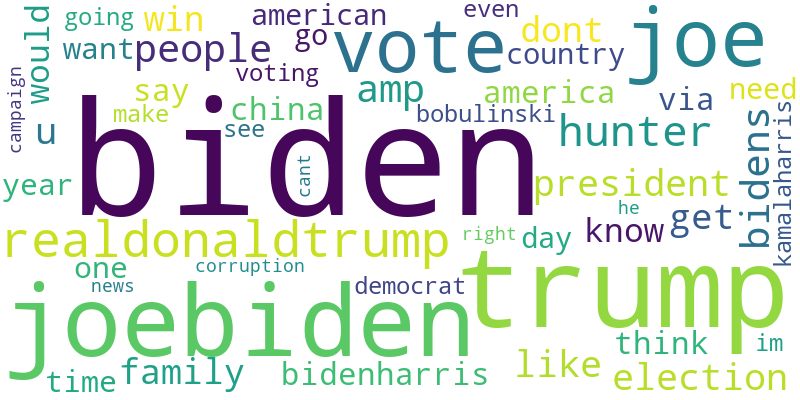 going
win
american
even
joe
would
want
people
go
vote
dont
country
voting
campaign
say
make
china
amp
america
via
need
u
see
biden
cant
bobulinski
hunter
bidens
kamalaharris
year
president
he
realdonaldtrump
right
day
know
get
one
news
corruption
democrat
trump
joebiden
think
im
time
family
bidenharris
like
election